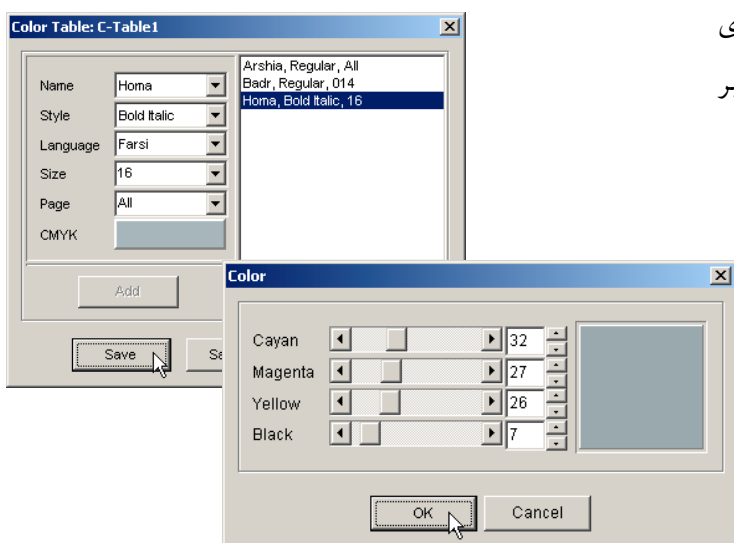 Color Table: C-Table1
ی
بر
Name Homa
Style Bold Italic
Language Farsi
Size 16
Page All
CMYK
Arshia, Regular, All
Badr, Regular, 014
Homa, Bold Italic, 16
Add
Save Sa
Color
Cayan 32
Magenta 27
Yellow 26
Black 7
OK Cancel